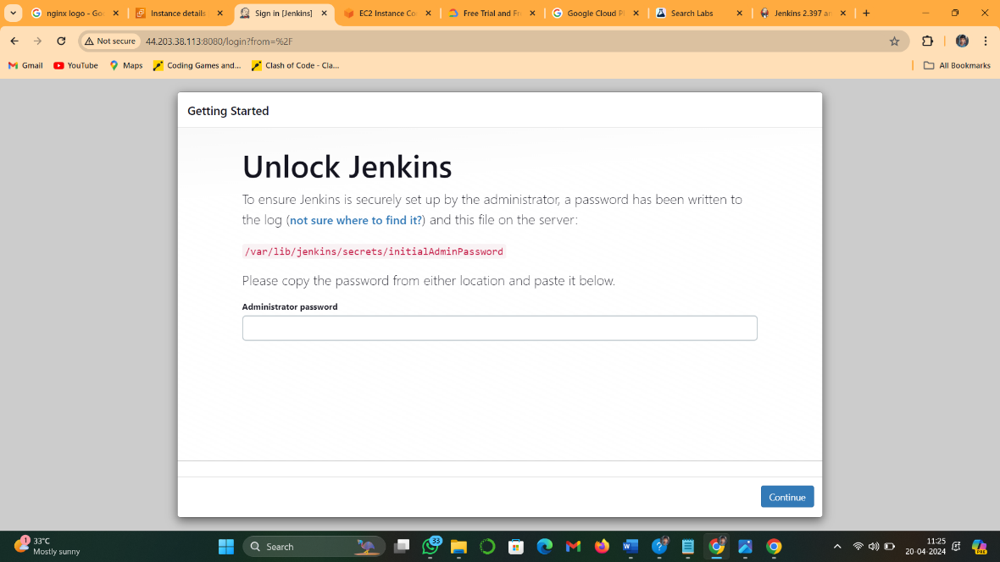 nginx logo - Go
Instance details
Sign in [Jenkins]
EC2 Instance Co
Free Trial and Fr
Google Cloud Pl
Search Labs
Jenkins 2.397 an
Not secure
44.203.38.113:8080/login?from=%2F
Gmail
YouTube
Maps
Coding Games and...
Clash of Code - Cla...
All Bookmarks
Getting Started
Unlock Jenkins
To ensure Jenkins is securely set up by the administrator, a password has been written to
the log (not sure where to find it?) and this file on the server:
/var/lib/jenkins/secrets/initialAdminPassword
Please copy the password from either location and paste it below.
Administrator password
Continue
1
33°C
Mostly sunny
Search
33
11:25
20-04-2024
PRE